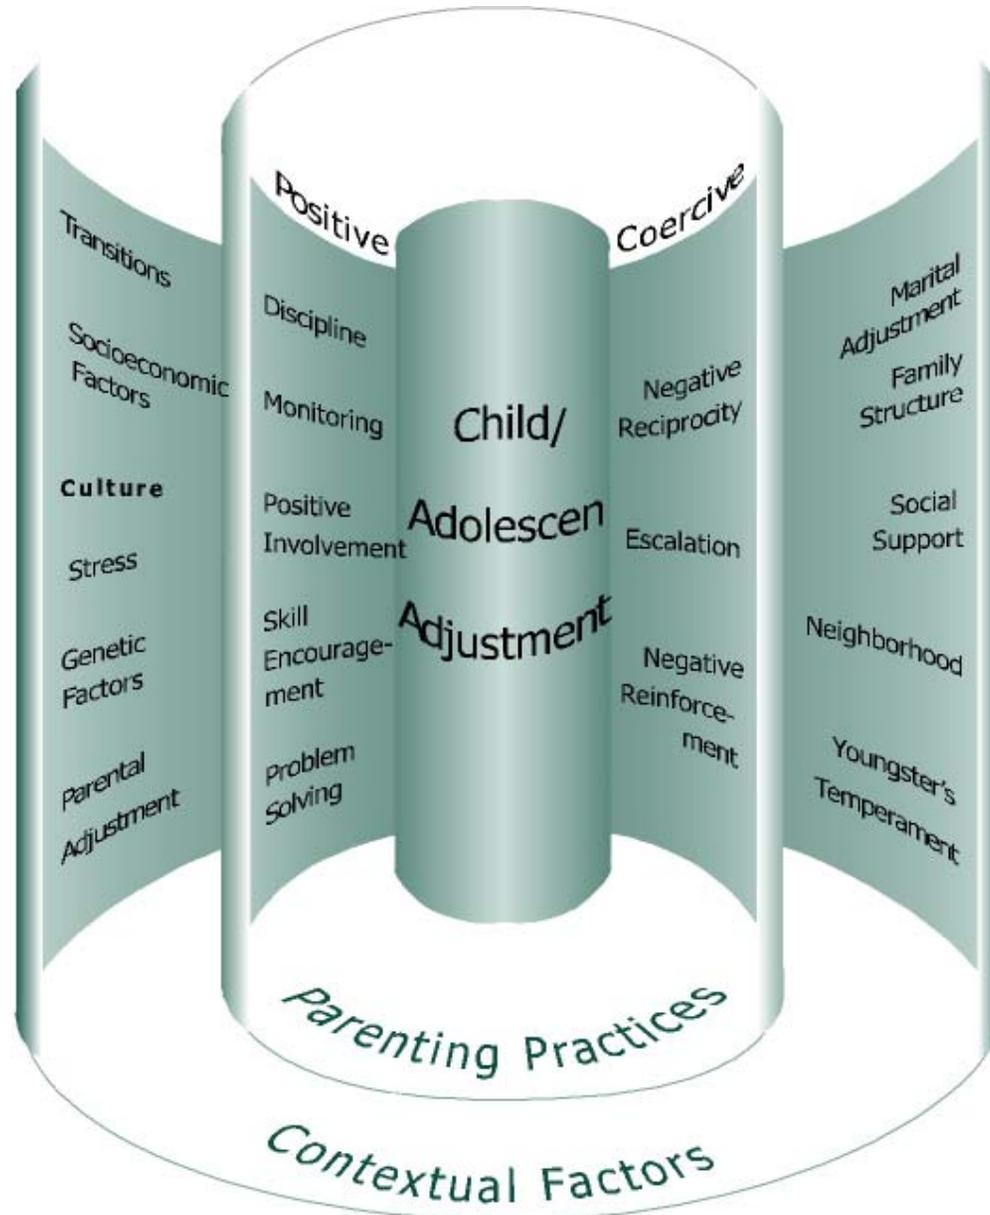 Transitions
Socioeconomic
Factors
Culture
Stress
Genetic
Factors
Parental
Adjustment
Positive
Discipline
Monitoring
Positive
Involvement
Skill
Encourage-
ment
Problem
Solving
Child/
Adolescen
Adjustment
Coercive
Negative
Reciprocity
Escalation
Negative
Reinforce-
ment
Marital
Adjustment
Family
Structure
Social
Support
Neighborhood
Youngster's
Temperament
Parenting Practices
Contextual Factors